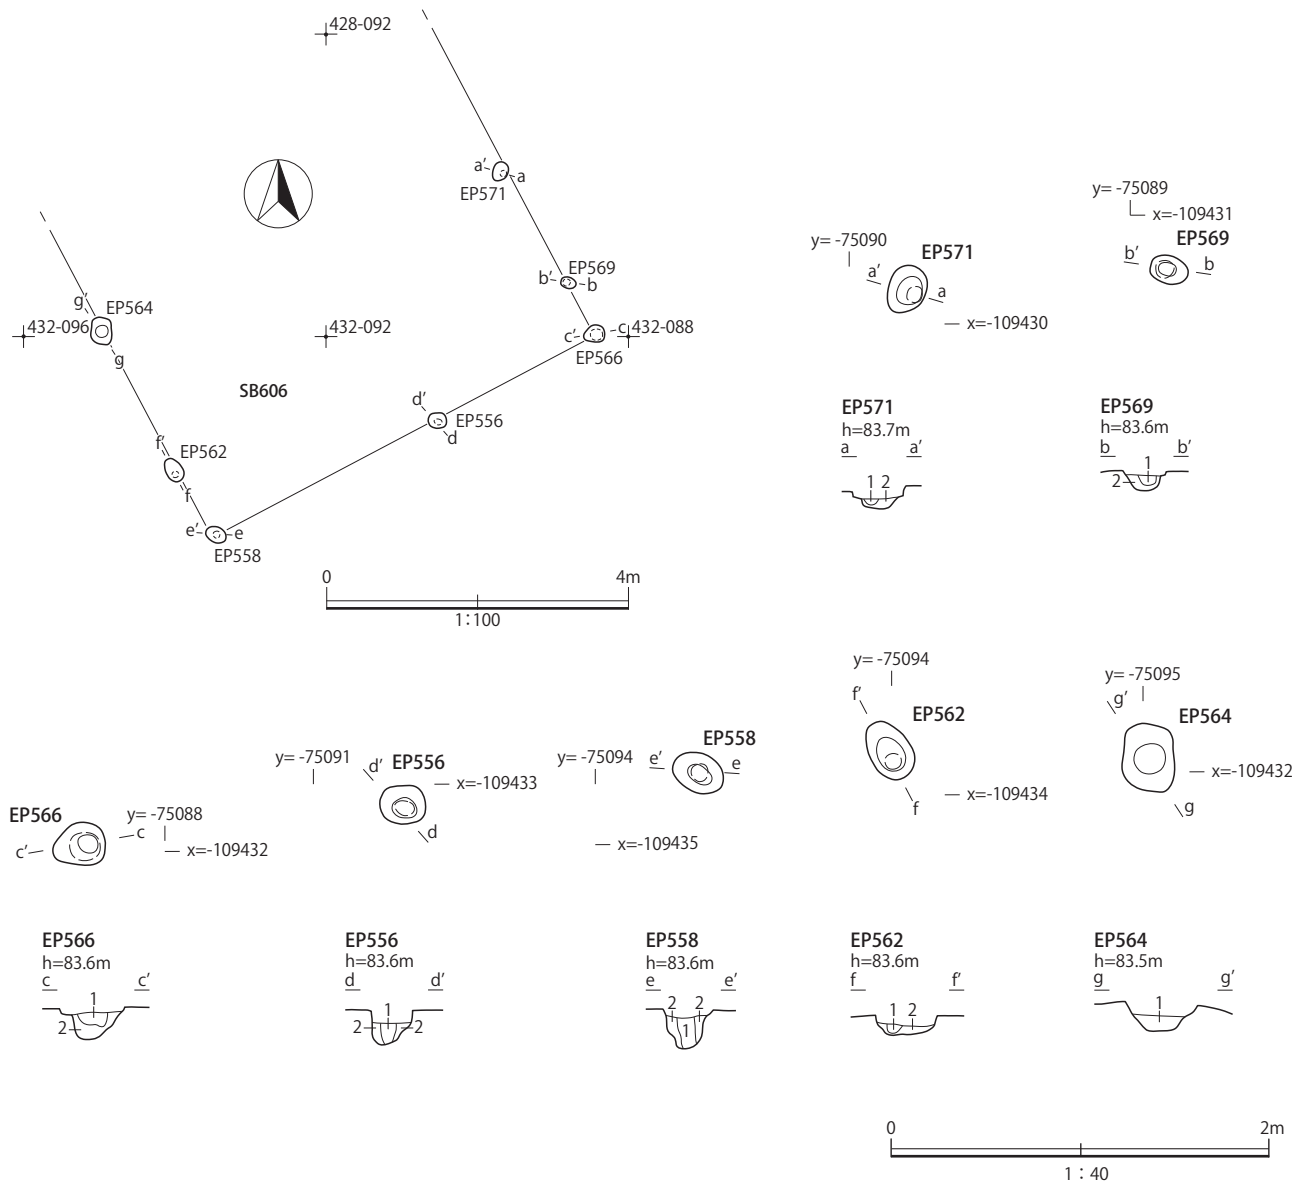 428-092
a'
a
EP571
EP569
b'
b
g'
EP564
432-096
432-092
c'
c
432-088
EP566
g
SB606
d'
EP556
d
f'
EP562
f
e'
e
EP558
0
4m
1:100
y= -75090
EP571
a'
a
x=-109430
y= -75089
x=-109431
EP569
b'
b
EP571
h=83.7m
a
a'
1 2
EP569
h=83.6m
b
b'
1
2
EP566
y= -75088
c
c'
x=-109432
y= -75091
d'
EP556
x=-109433
d
y= -75094
EP558
e'
e
x=-109435
y= -75094
f'
EP562
x=-109434
f
y= -75095
g'
EP564
x=-109432
g
EP566
h=83.6m
c
c'
1
2
EP556
h=83.6m
d
d'
1
2
2
EP558
h=83.6m
e
e'
2 2
1
EP562
h=83.6m
f
f'
1 2
EP564
h=83.5m
g
g'
1
0
2m
1 : 40